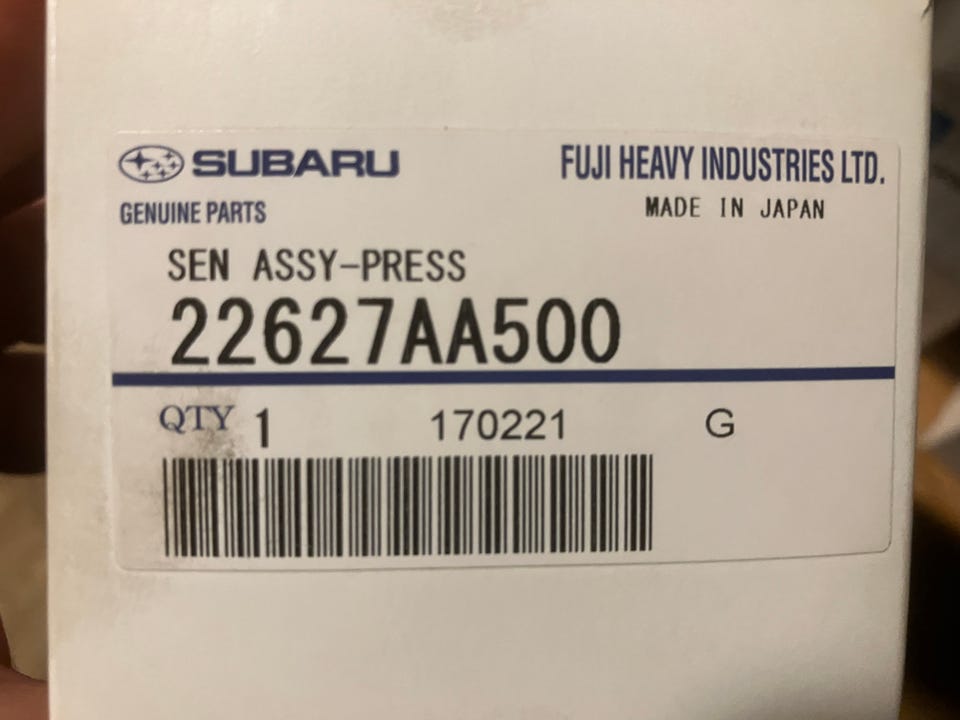 SUBARU FUJI HEAVY INDUSTRIES LTD.
GENUINE PARTS MADE IN JAPAN
SEN ASSY-PRESS
22627AA500
QTY 1 170221 G